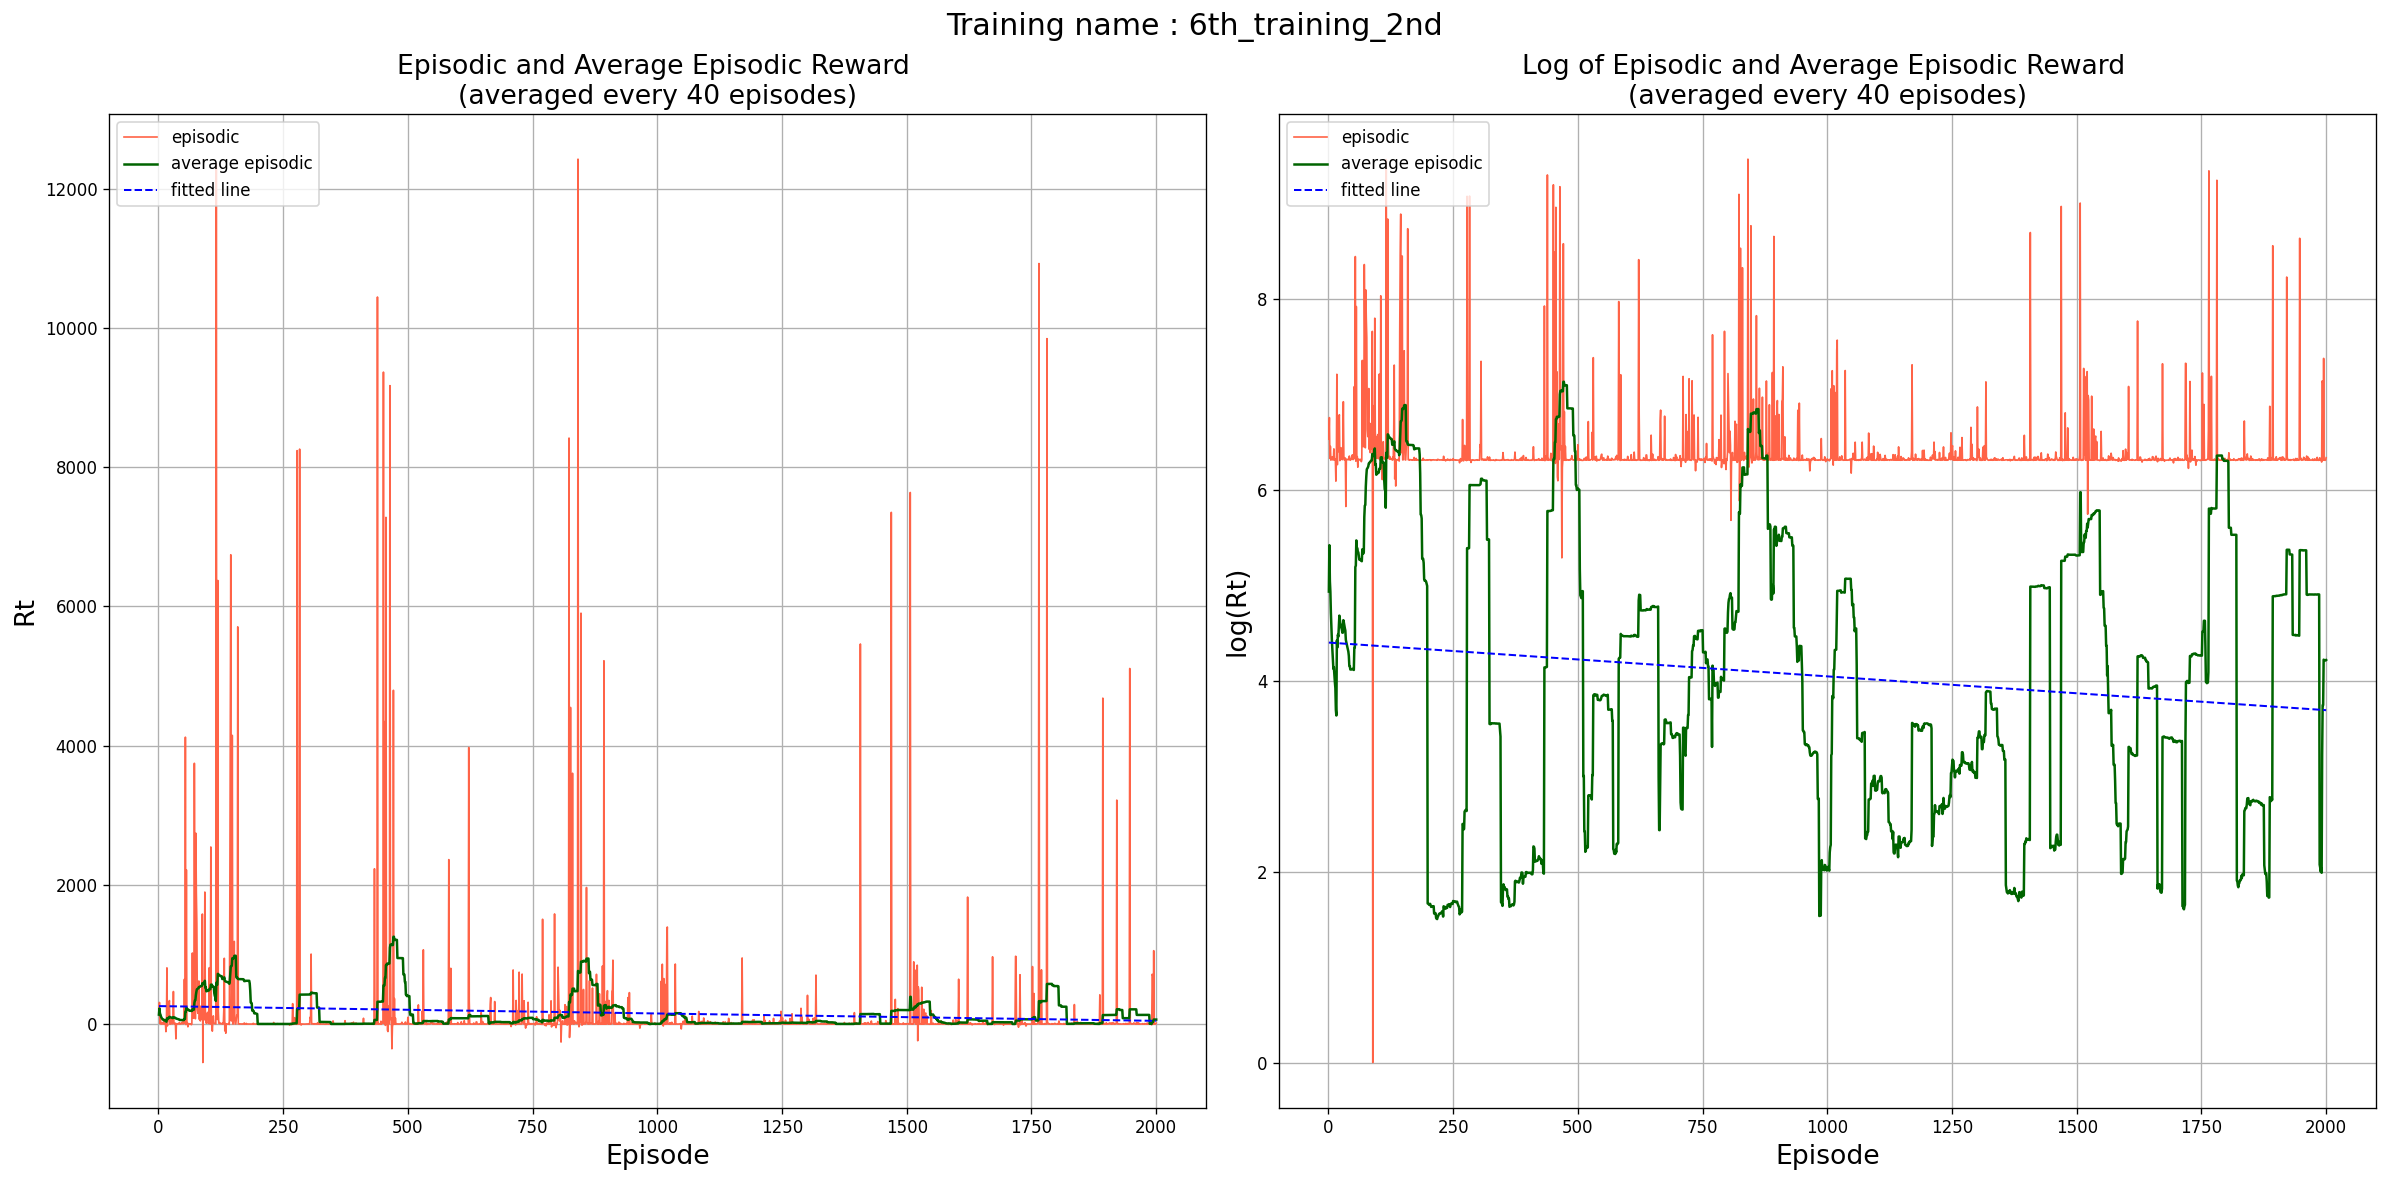 Training name : 6th_training_2nd
Episodic and Average Episodic Reward
(averaged every 40 episodes)
episodic
average episodic
fitted line
Rt
12000
10000
8000
6000
4000
2000
0
0 250 500 750 1000 1250 1500 1750 2000
Episode
Log of Episodic and Average Episodic Reward
(averaged every 40 episodes)
episodic
average episodic
fitted line
log(Rt)
8
6
4
2
0
0 250 500 750 1000 1250 1500 1750 2000
Episode